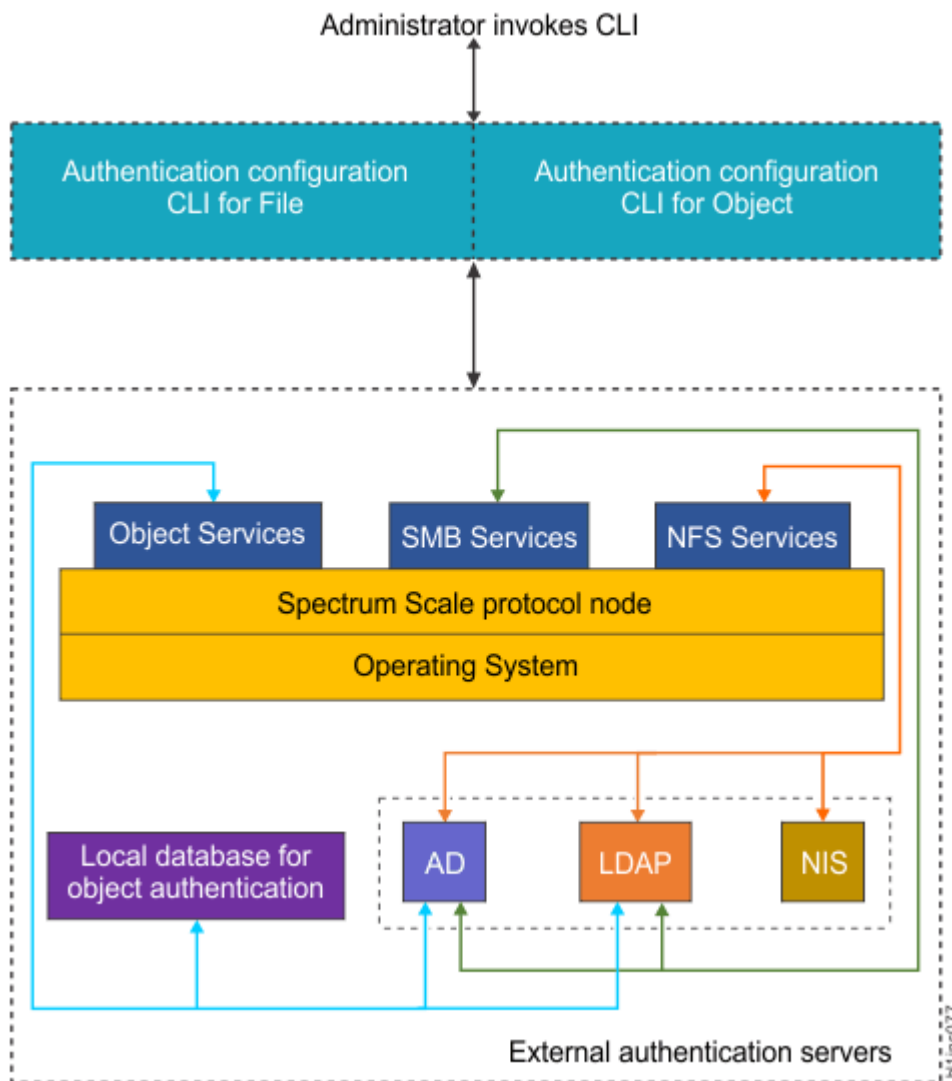 Administrator invokes CLI
Authentication configuration
CLI for File
Authentication configuration
CLI for Object
Object Services
SMB Services
NFS Services
Spectrum Scale protocol node
Operating System
Local database for
object authentication
AD
LDAP
NIS
External authentication servers